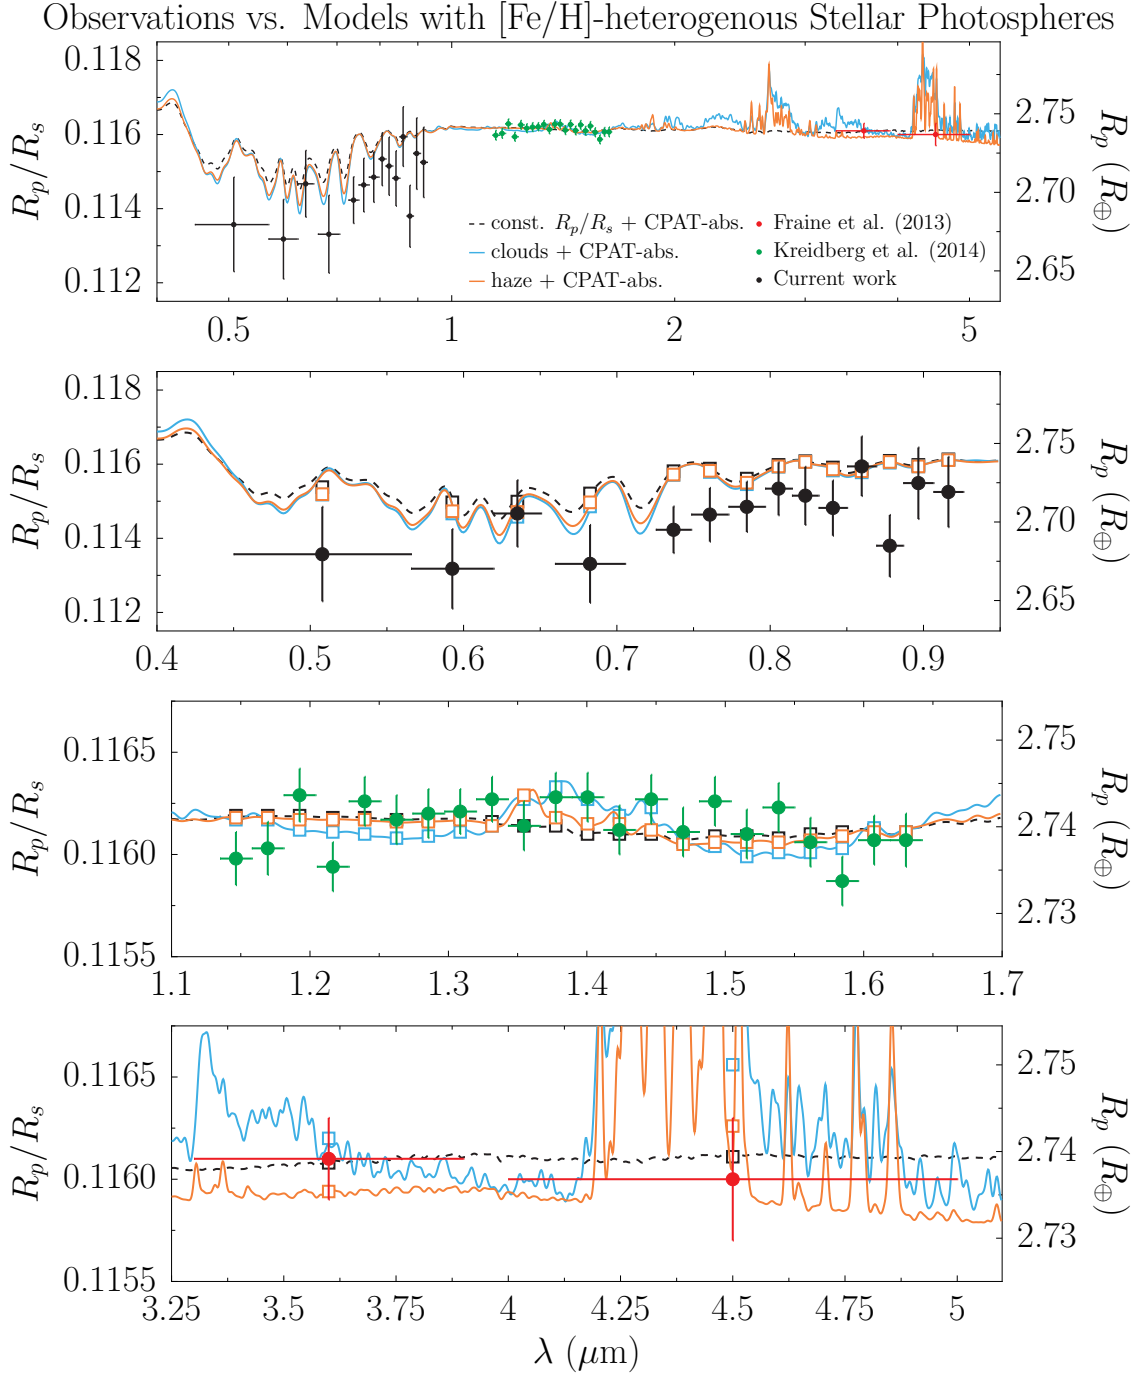 Observations vs. Models with [Fe/H]-heterogenous Stellar Photospheres
0.118
0.116
0.114
0.112
R_p/R_s
2.75
2.70
2.65
R_p (R_⊕)
const. R_p/R_s + CPAT-abs.
clouds + CPAT-abs.
haze + CPAT-abs.
Fraine et al. (2013)
Kreidberg et al. (2014)
Current work
0.5 1 2 5
0.118
0.116
0.114
0.112
R_p/R_s
2.75
2.70
2.65
R_p (R_⊕)
0.4 0.5 0.6 0.7 0.8 0.9
0.1165
0.1160
0.1155
R_p/R_s
2.75
2.74
2.73
R_p (R_⊕)
1.1 1.2 1.3 1.4 1.5 1.6 1.7
0.1165
0.1160
0.1155
R_p/R_s
2.75
2.74
2.73
R_p (R_⊕)
3.25 3.5 3.75 4 4.25 4.5 4.75 5
λ (μm)